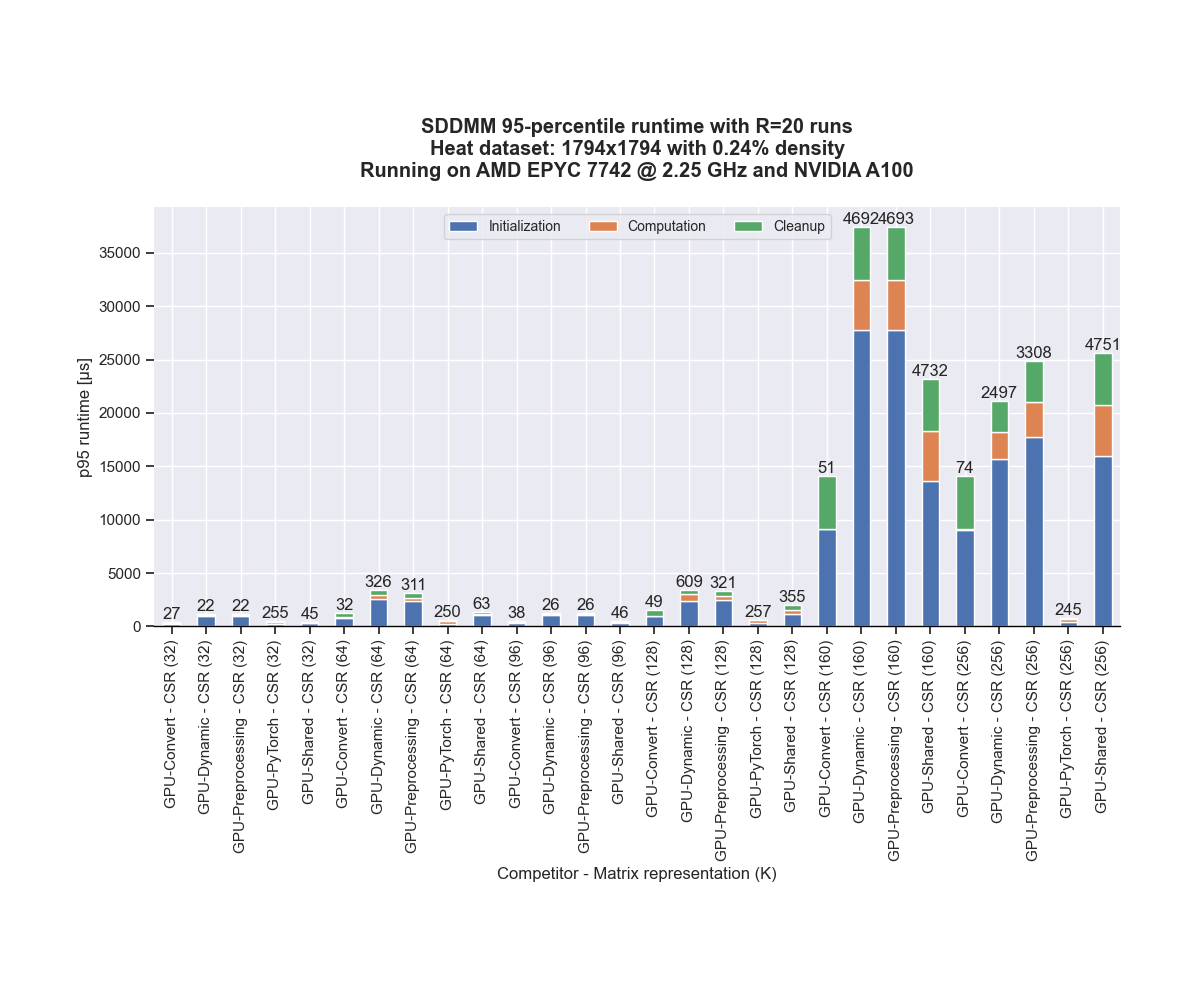 SDDMM 95-percentile runtime with R=20 runs
Heat dataset: 1794x1794 with 0.24% density
Running on AMD EPYC 7742 @ 2.25 GHz and NVIDIA A100
Initialization
Computation
Cleanup
p95 runtime [µs]
35000
30000
25000
20000
15000
10000
5000
0
27
22
22
255
45
32
326
311
250
63
38
26
26
46
49
609
321
257
355
51
4692
4693
4732
74
2497
3308
245
4751
GPU-Convert - CSR (32)
GPU-Dynamic - CSR (32)
GPU-Preprocessing - CSR (32)
GPU-PyTorch - CSR (32)
GPU-Shared - CSR (32)
GPU-Convert - CSR (64)
GPU-Dynamic - CSR (64)
GPU-Preprocessing - CSR (64)
GPU-PyTorch - CSR (64)
GPU-Shared - CSR (64)
GPU-Convert - CSR (96)
GPU-Dynamic - CSR (96)
GPU-Preprocessing - CSR (96)
GPU-Shared - CSR (96)
GPU-Convert - CSR (128)
GPU-Dynamic - CSR (128)
GPU-Preprocessing - CSR (128)
GPU-PyTorch - CSR (128)
GPU-Shared - CSR (128)
GPU-Convert - CSR (160)
GPU-Dynamic - CSR (160)
GPU-Preprocessing - CSR (160)
GPU-Shared - CSR (160)
GPU-Convert - CSR (256)
GPU-Dynamic - CSR (256)
GPU-Preprocessing - CSR (256)
GPU-PyTorch - CSR (256)
GPU-Shared - CSR (256)
Competitor - Matrix representation (K)